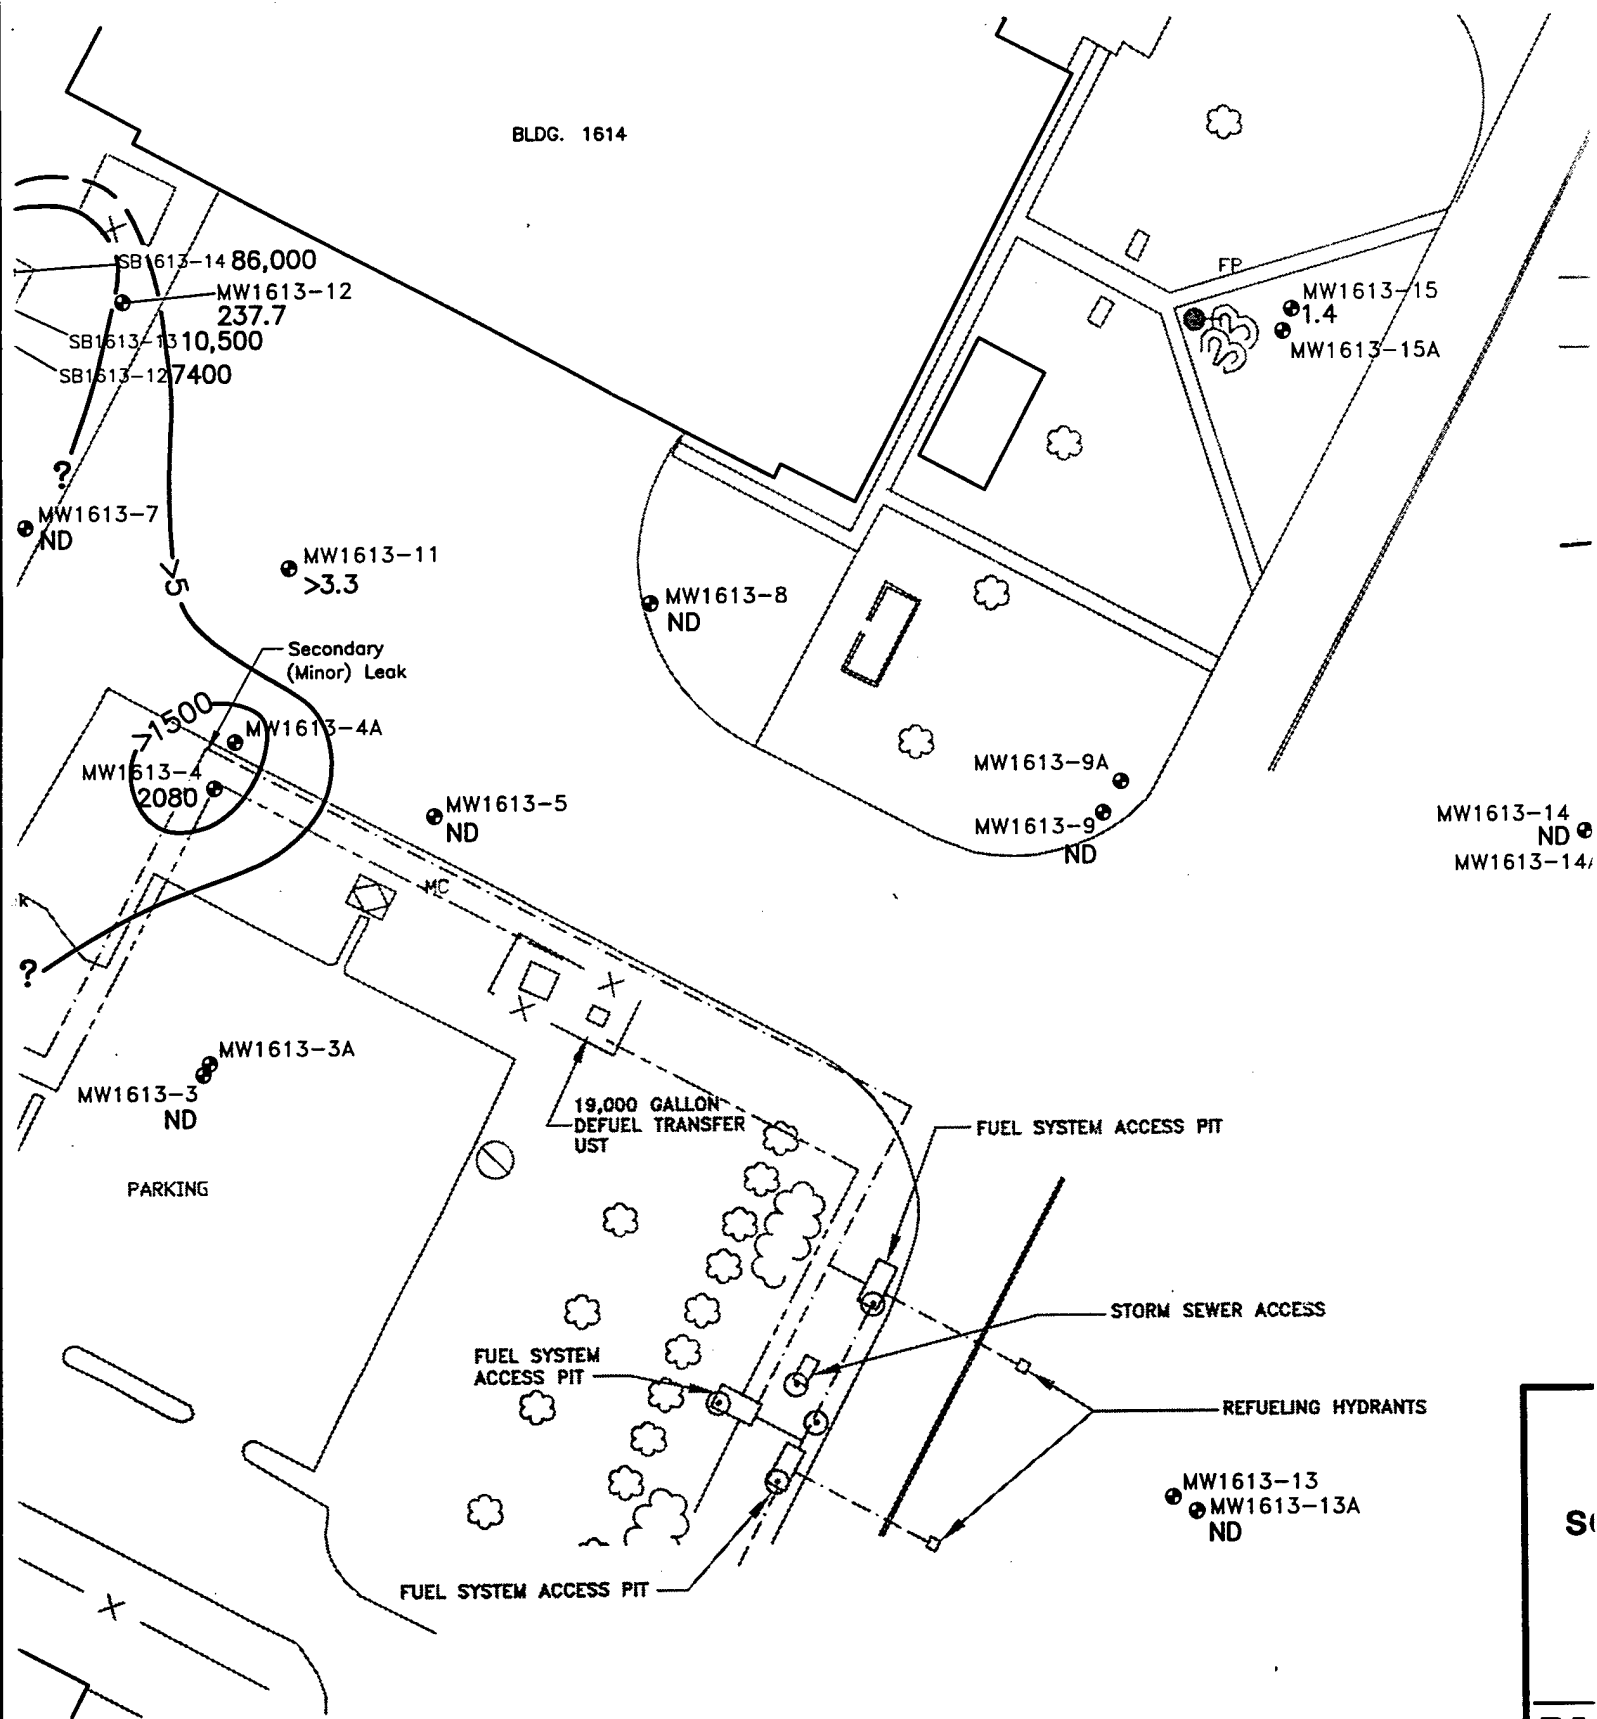 BLDG. 1614
SB1613-14 86,000
MW1613-12
237.7
SB1613-13 10,500
SB1613-12 7400
?
MW1613-7
ND
>5
MW1613-11
>3.3
MW1613-8
ND
FP
MW1613-15
1.4
MW1613-15A
Secondary
(Minor) Leak
>1500
MW1613-4A
MW1613-4
2080
MW1613-5
ND
MC
MW1613-9A
MW1613-9
ND
MW1613-14
ND
MW1613-14A
k
?
MW1613-3A
MW1613-3
ND
PARKING
19,000 GALLON
DEFUEL TRANSFER
UST
FUEL SYSTEM ACCESS PIT
STORM SEWER ACCESS
FUEL SYSTEM
ACCESS PIT
REFUELING HYDRANTS
MW1613-13
MW1613-13A
ND
FUEL SYSTEM ACCESS PIT